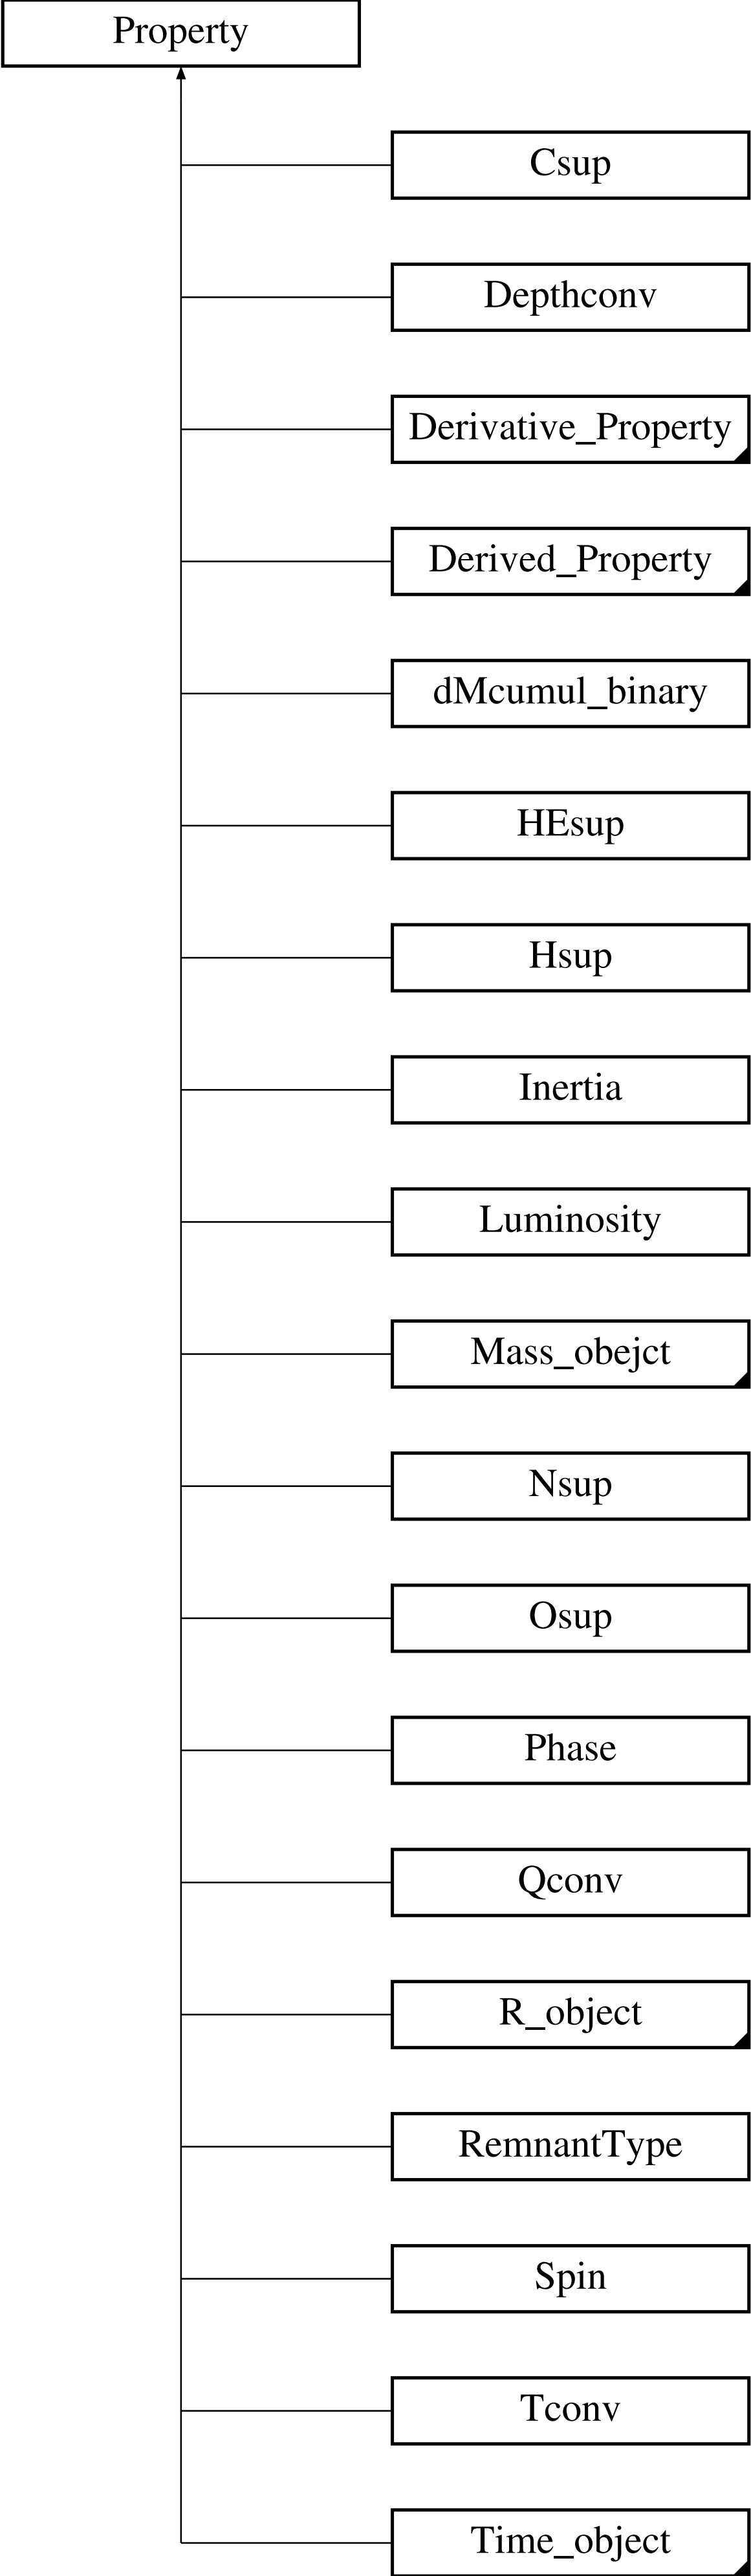 Property
Csup
Depthconv
Derivative_Property
Derived_Property
dMcumul_binary
HEsup
Hsup
Inertia
Luminosity
Mass_obejct
Nsup
Osup
Phase
Qconv
R_object
RemnantType
Spin
Tconv
Time_object